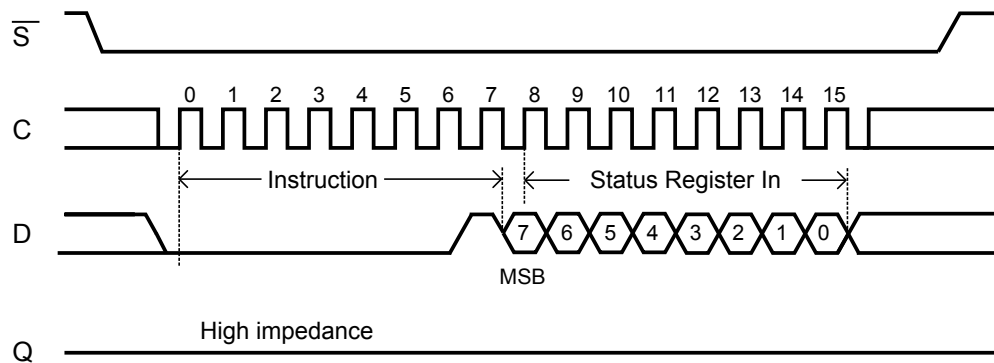 S
0 1 2 3 4 5 6 7 8 9 10 11 12 13 14 15
C
Instruction Status Register In
D 7 6 5 4 3 2 1 0
MSB
High impedance
Q